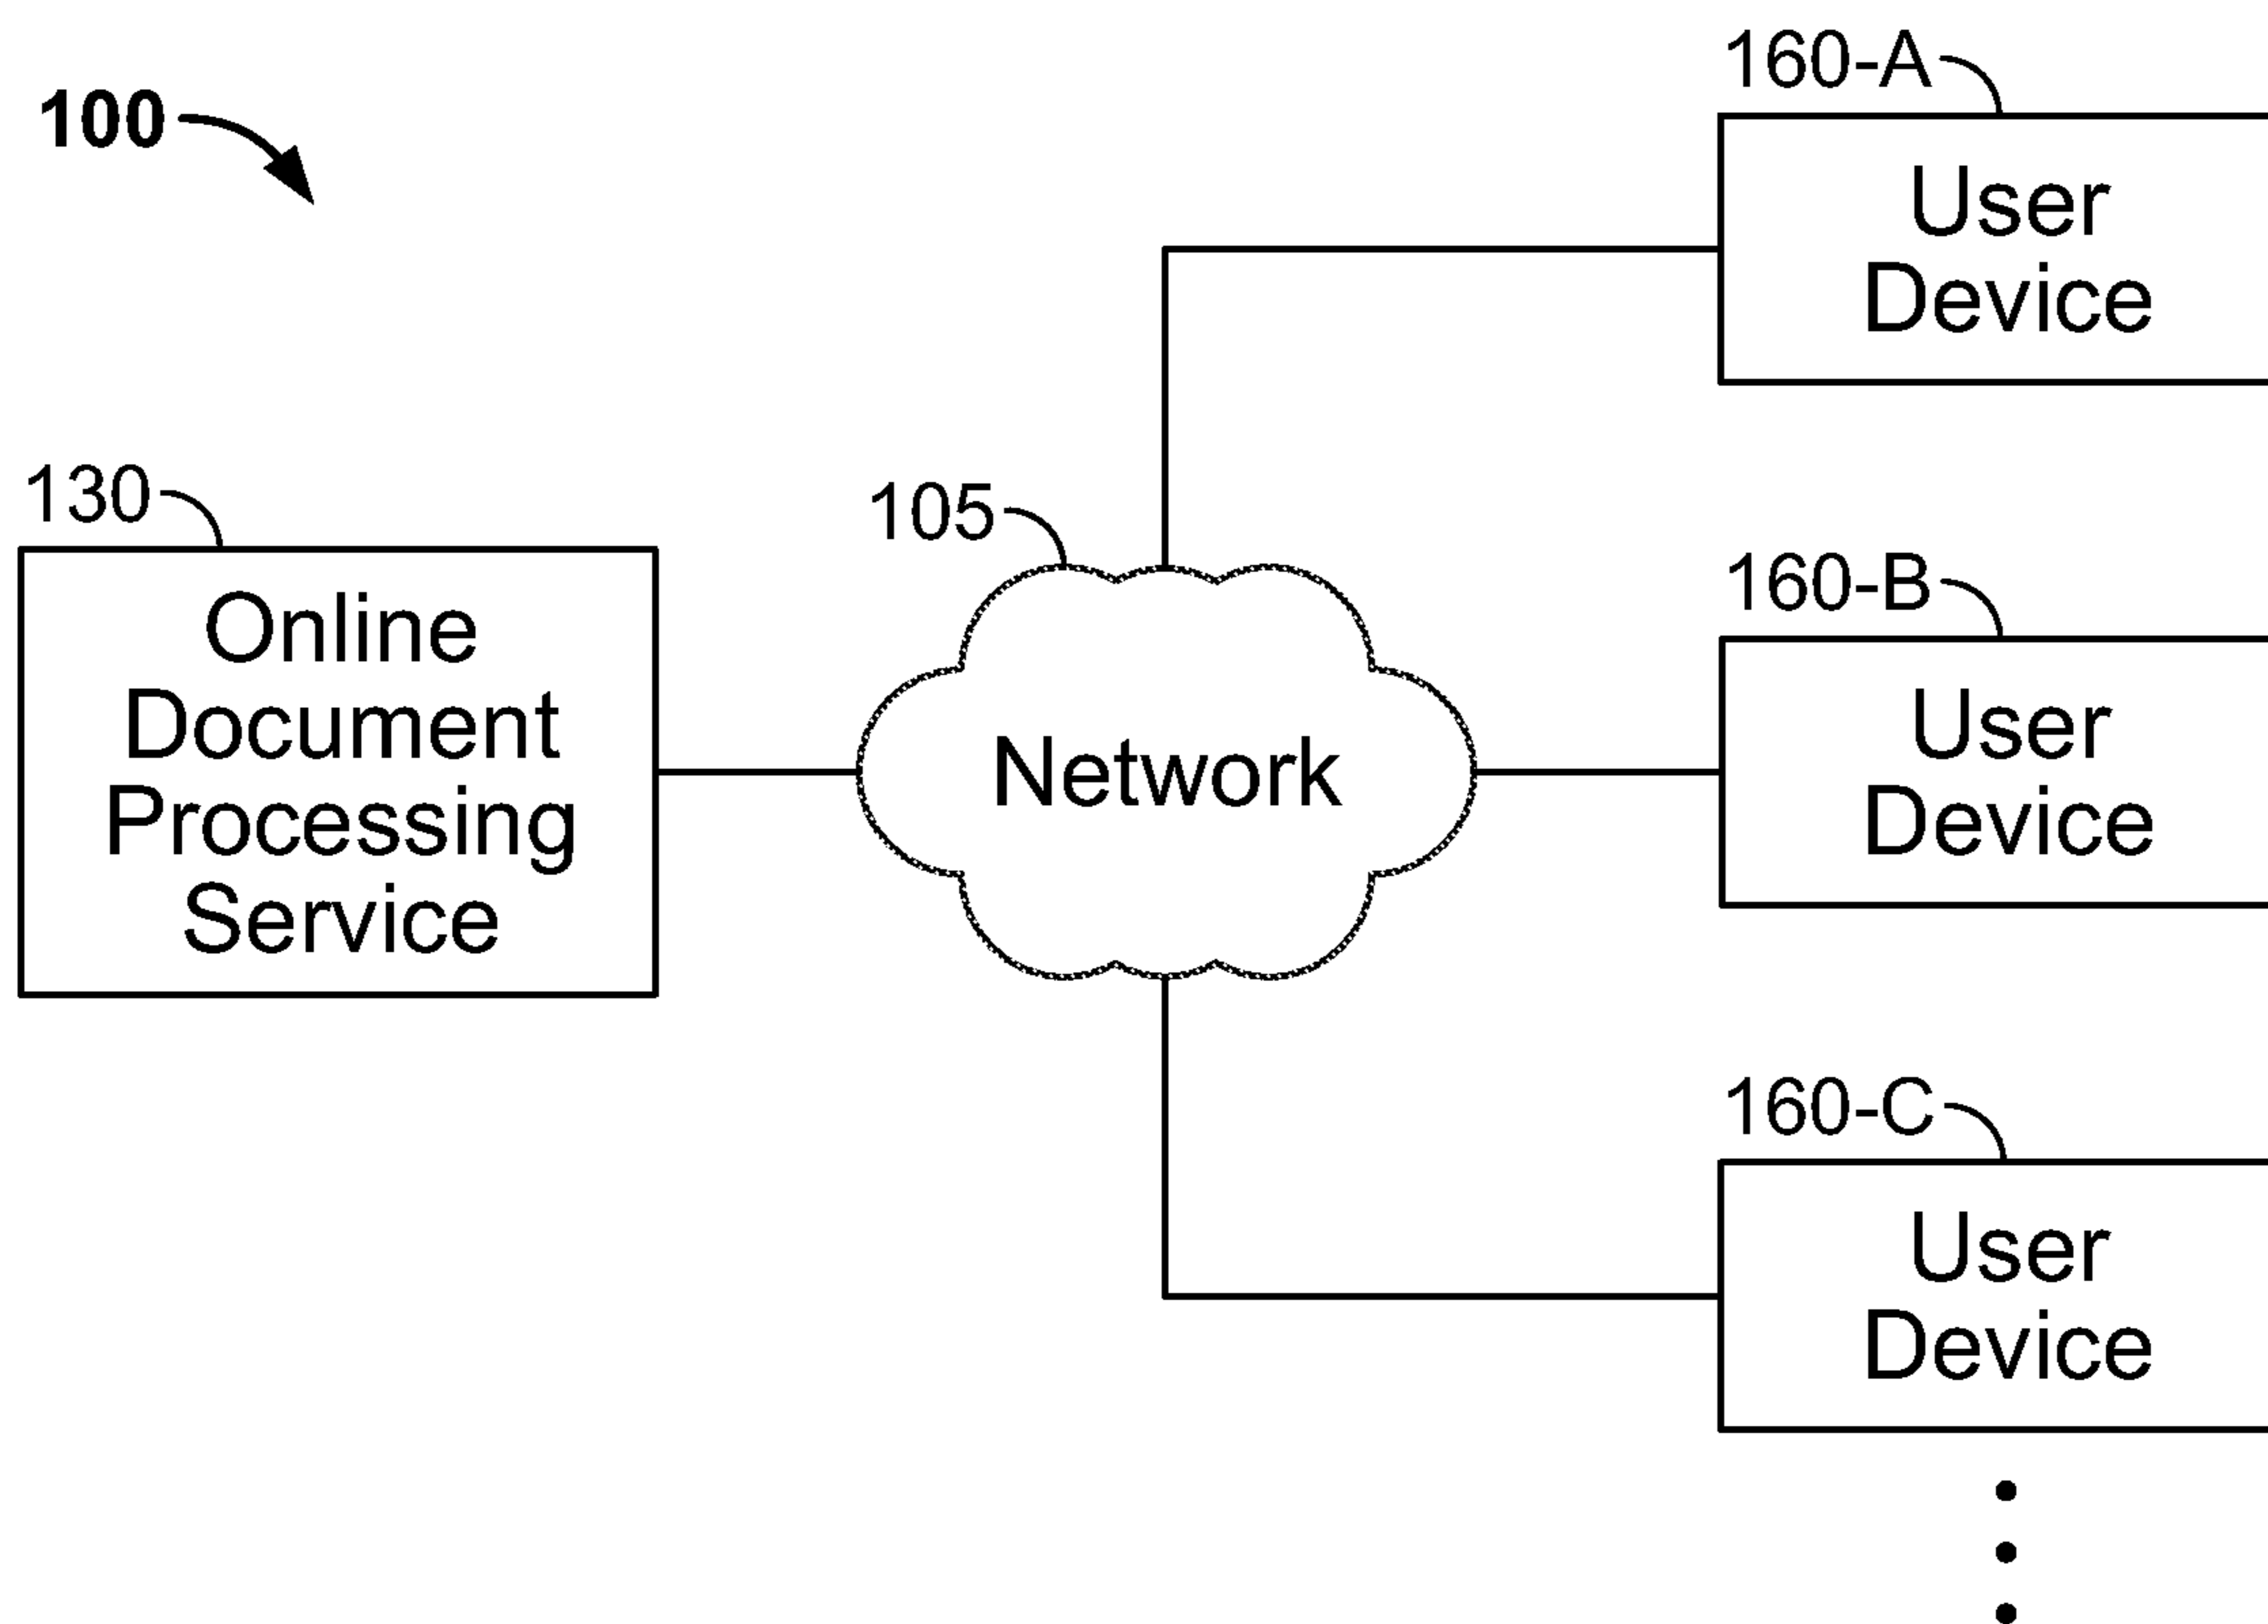 100
160-A
User
Device
130
Online
Document
Processing
Service
105
Network
160-B
User
Device
160-C
User
Device